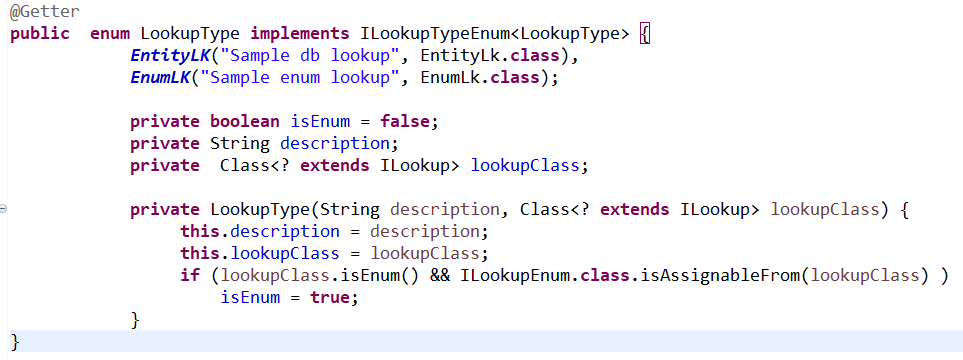 @Getter
public  enum LookupType implements ILookupTypeEnum<LookupType> {
            EntityLK("Sample db lookup", EntityLk.class),
            EnumLK("Sample enum lookup", EnumLk.class);

            private boolean isEnum = false;
            private String description;
            private  Class<? extends ILookup> lookupClass;

            private LookupType(String description, Class<? extends ILookup> lookupClass) {
                 this.description = description;
                 this.lookupClass = lookupClass;
                 if (lookupClass.isEnum() && ILookupEnum.class.isAssignableFrom(lookupClass) )
                     isEnum = true;
            }
}